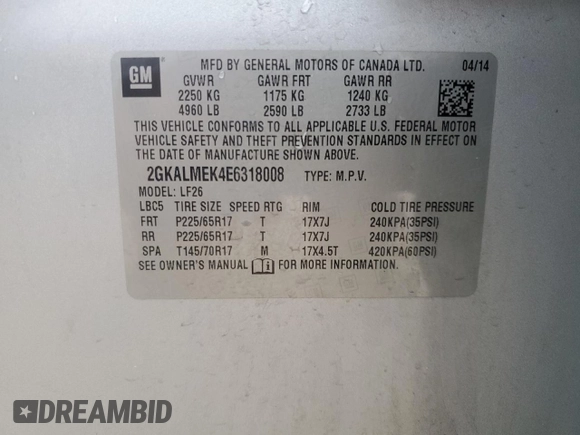 GM
MFD BY GENERAL MOTORS OF CANADA LTD. 04/14
GVWR GAWR FRT GAWR RR
2250 KG 1175 KG 1240 KG
4960 LB 2590 LB 2733 LB
THIS VEHICLE CONFORMS TO ALL APPLICABLE U.S. FEDERAL MOTOR
VEHICLE SAFETY AND THEFT PREVENTION STANDARDS IN EFFECT ON
THE DATE OF MANUFACTURE SHOWN ABOVE.
2GKALMEK4E6318008 TYPE: M.P.V.
MODEL: LF26
LBC5 TIRE SIZE SPEED RTG RIM COLD TIRE PRESSURE
FRT P225/65R17 T 17X7J 240KPA(35PSI)
RR P225/65R17 T 17X7J 240KPA(35PSI)
SPA T145/70R17 M 17X4.5T 420KPA(60PSI)
SEE OWNER'S MANUAL FOR MORE INFORMATION.
DREAMBID